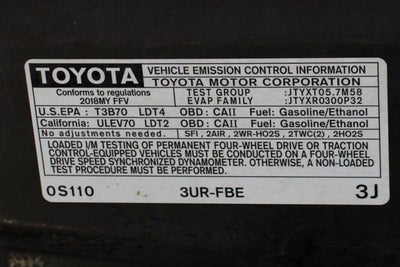 TOYOTA
VEHICLE EMISSION CONTROL INFORMATION
TOYOTA MOTOR CORPORATION
Conforms to regulations
2018MY FFV
TEST GROUP :JTYXT05.7M58
EVAP FAMILY :JTYXR0300P32
U.S.EPA : T3B70 LDT4 OBD : CAII Fuel: Gasoline/Ethanol
California: ULEV70 LDT2 OBD : CAII Fuel: Gasoline/Ethanol
No adjustments needed. SFI, 2AIR, 2WR-HO2S, 2TWC(2), 2HO2S
LOADED I/M TESTING OF PERMANENT FOUR-WHEEL DRIVE OR TRACTION
CONTROL-EQUIPPED VEHICLES MUST BE CONDUCTED ON A FOUR-WHEEL
DRIVE SPEED SYNCHRONIZED DYNAMOMETER. OTHERWISE, A NON-LOADED
TEST PROCEDURE MUST BE USED.
0S110 3UR-FBE 3J